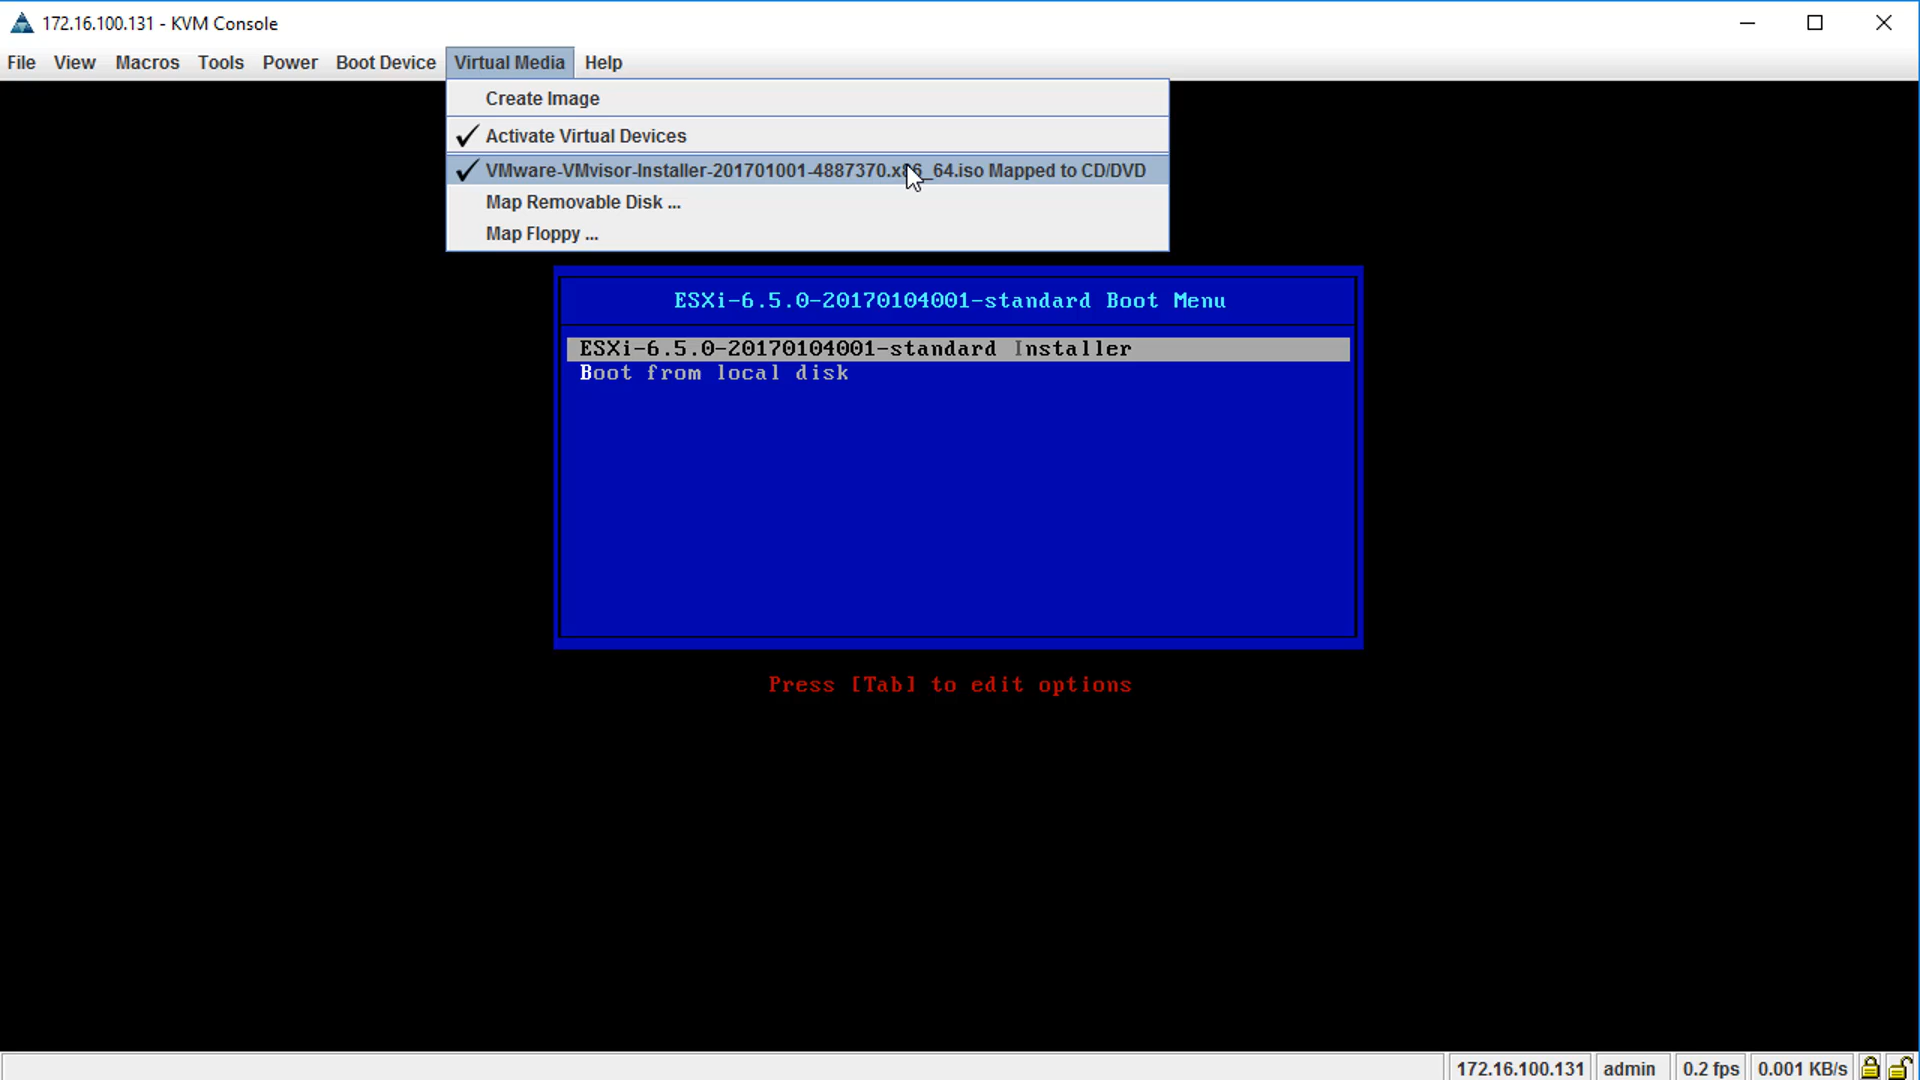 172.16.100.131 - KVM Console
File View Macros Tools Power Boot Device Virtual Media Help
Create Image
Activate Virtual Devices
VMware-VMvisor-Installer-201701001-4887370.x86_64.iso Mapped to CD/DVD
Map Removable Disk ...
Map Floppy ...
ESXi-6.5.0-20170104001-standard Boot Menu
ESXi-6.5.0-20170104001-standard Installer
Boot from local disk
Press [Tab] to edit options
172.16.100.131 admin 0.2 fps 0.001 KB/s